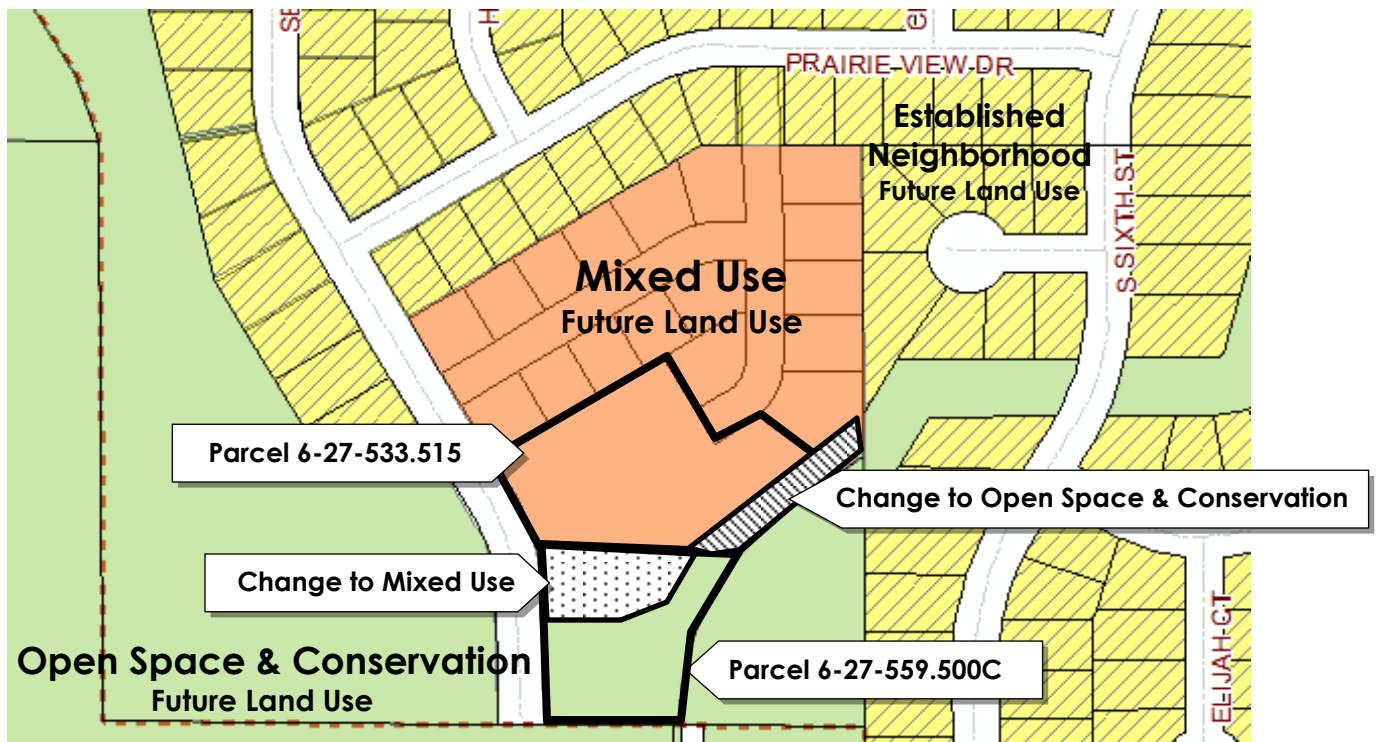 SE
H
PRAIRIE VIEW DR
Established
Neighborhood
Future Land Use
S SIXTH ST
Mixed Use
Future Land Use
Parcel 6-27-533.515
Change to Open Space & Conservation
Change to Mixed Use
Open Space & Conservation
Future Land Use
Parcel 6-27-559.500C
ELIJAH CT